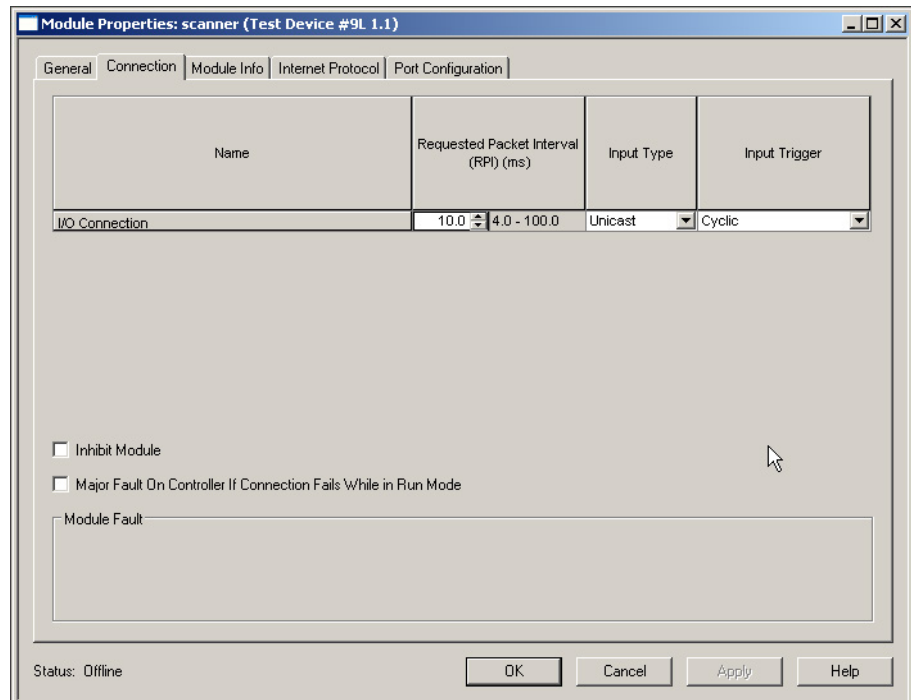 Module Properties: scanner (Test Device #9L 1.1)
General Connection Module Info Internet Protocol Port Configuration
Name
Requested Packet Interval
(RPI) (ms)
Input Type
Input Trigger
I/O Connection 10.0 4.0 - 100.0 Unicast Cyclic
Inhibit Module
Major Fault On Controller If Connection Fails While in Run Mode
Module Fault
Status: Offline OK Cancel Apply Help